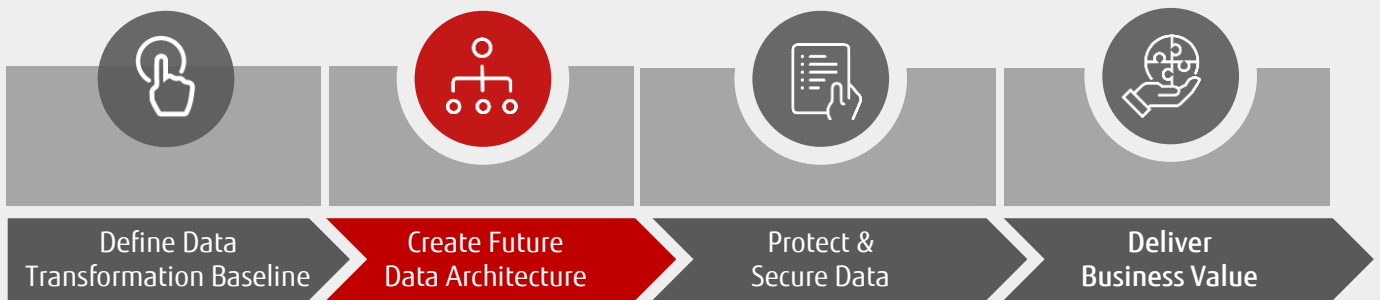 Define Data
Transformation Baseline
Create Future
Data Architecture
Protect &
Secure Data
Deliver
Business Value